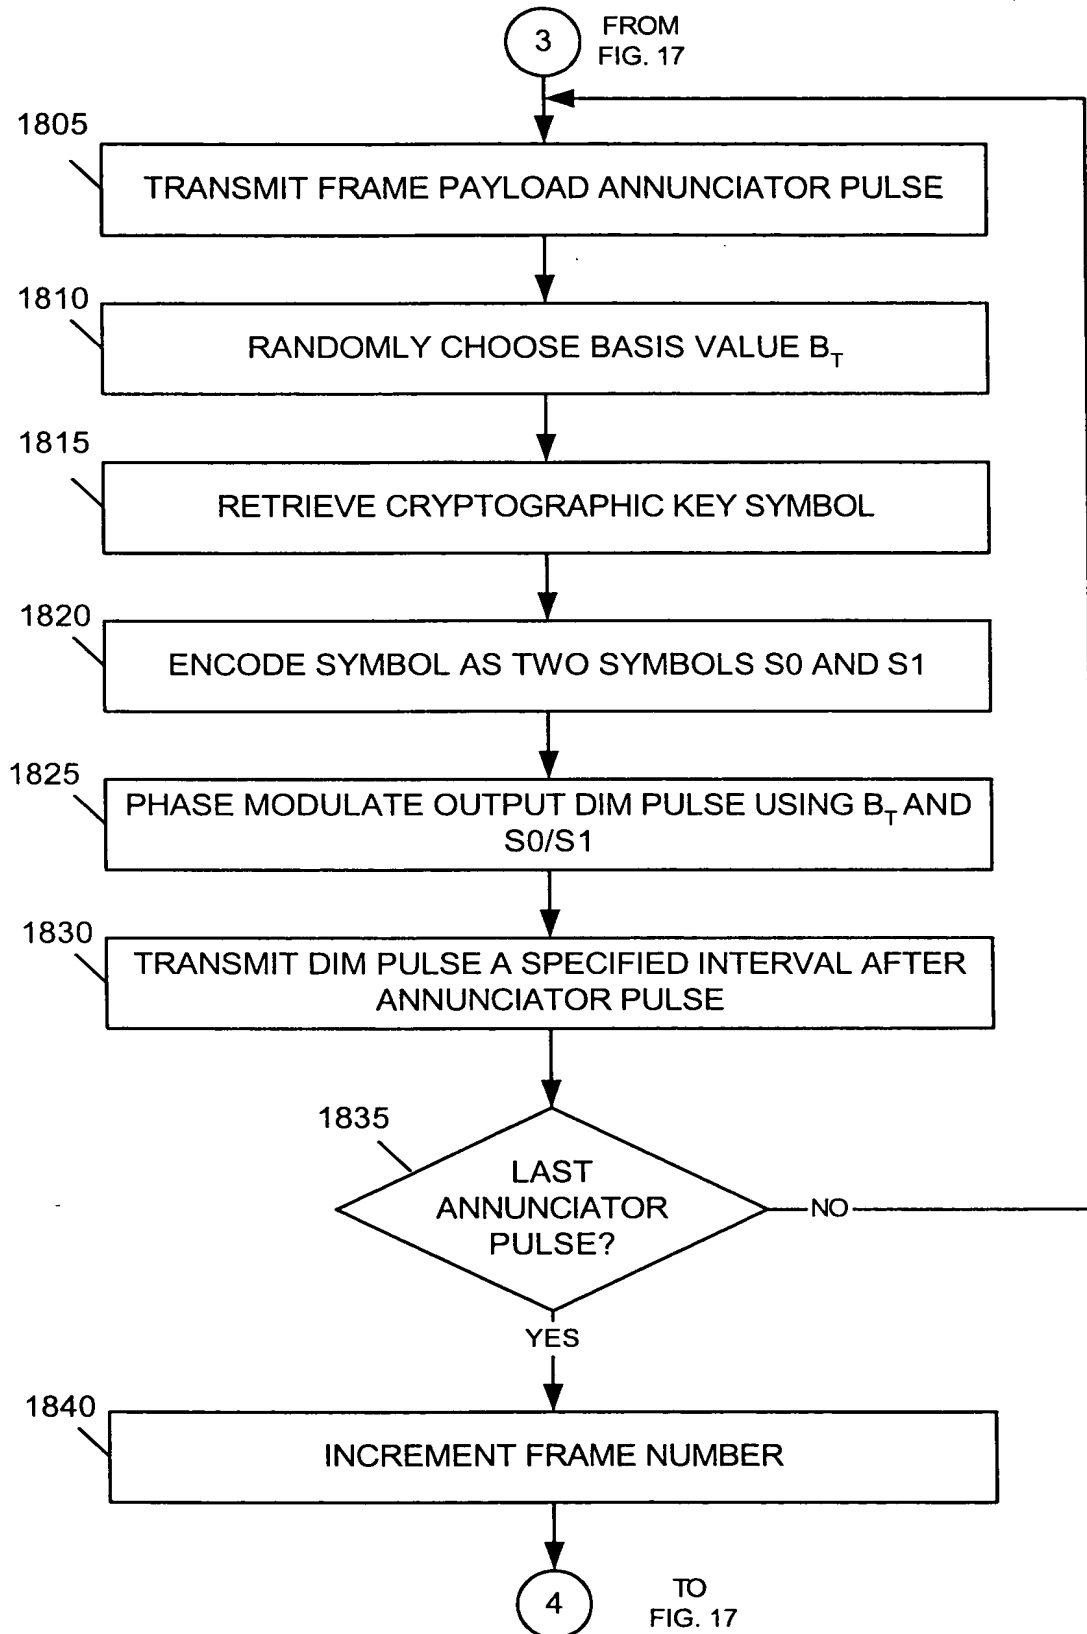 3
FROM
FIG. 17
1805
TRANSMIT FRAME PAYLOAD ANNUNCIATOR PULSE
1810
RANDOMLY CHOOSE BASIS VALUE B_T
1815
RETRIEVE CRYPTOGRAPHIC KEY SYMBOL
1820
ENCODE SYMBOL AS TWO SYMBOLS S0 AND S1
1825
PHASE MODULATE OUTPUT DIM PULSE USING B_T AND
S0/S1
1830
TRANSMIT DIM PULSE A SPECIFIED INTERVAL AFTER
ANNUNCIATOR PULSE
1835
LAST
ANNUNCIATOR
PULSE?
NO
YES
1840
INCREMENT FRAME NUMBER
4
TO
FIG. 17